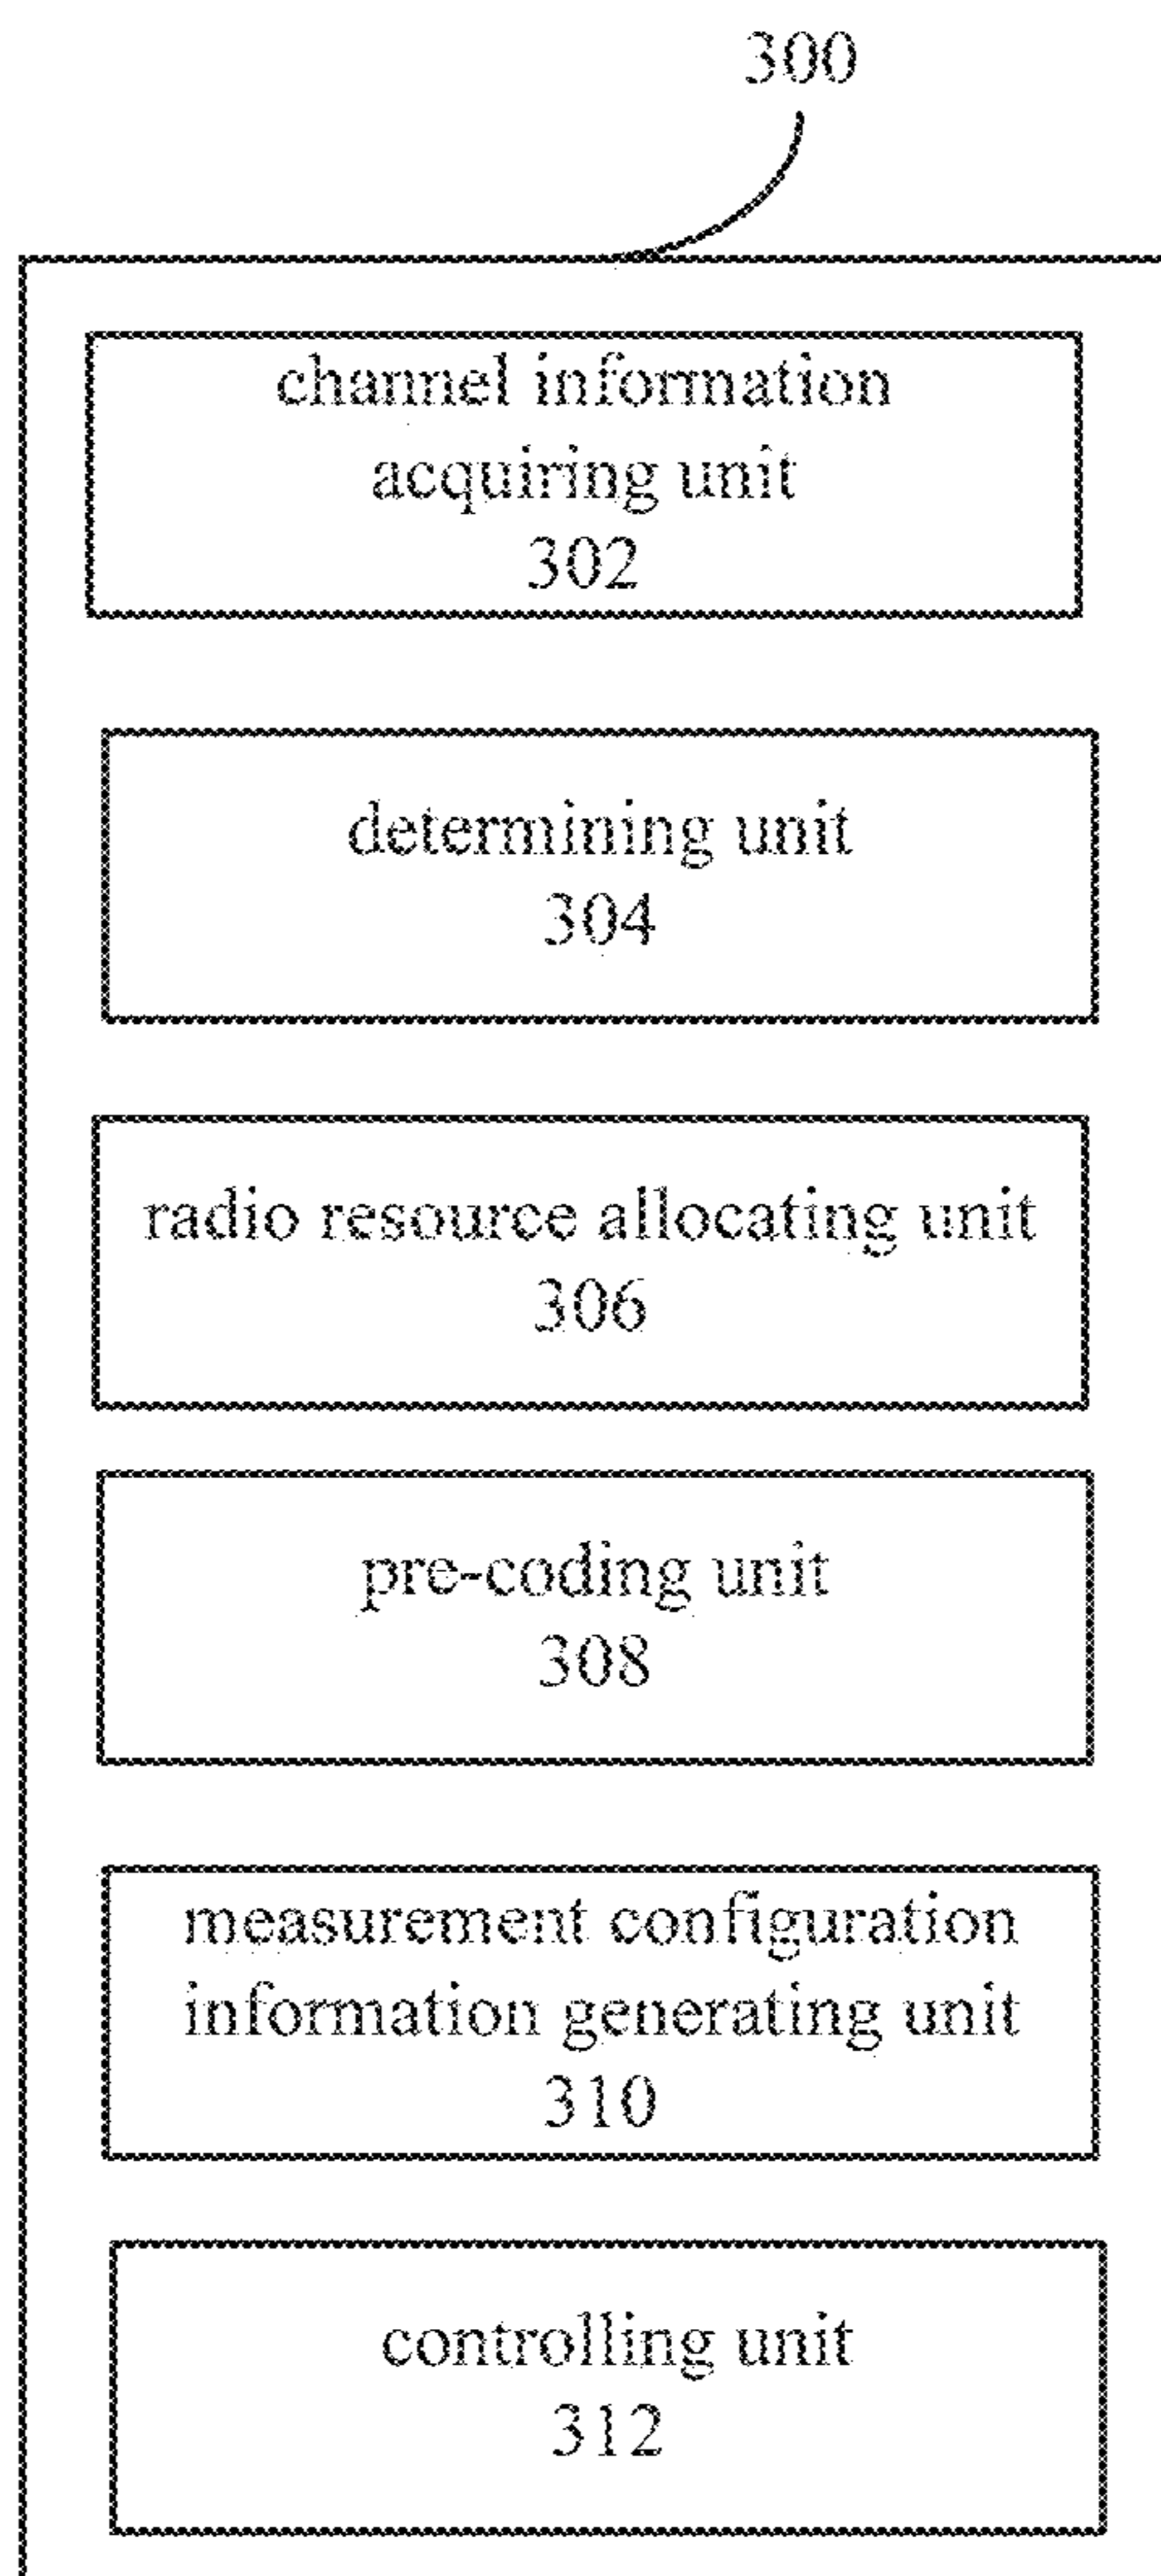 300
channel information
acquiring unit
302
determining unit
304
radio resource allocating unit
306
pre-coding unit
308
measurement configuration
information generating unit
310
controlling unit
312